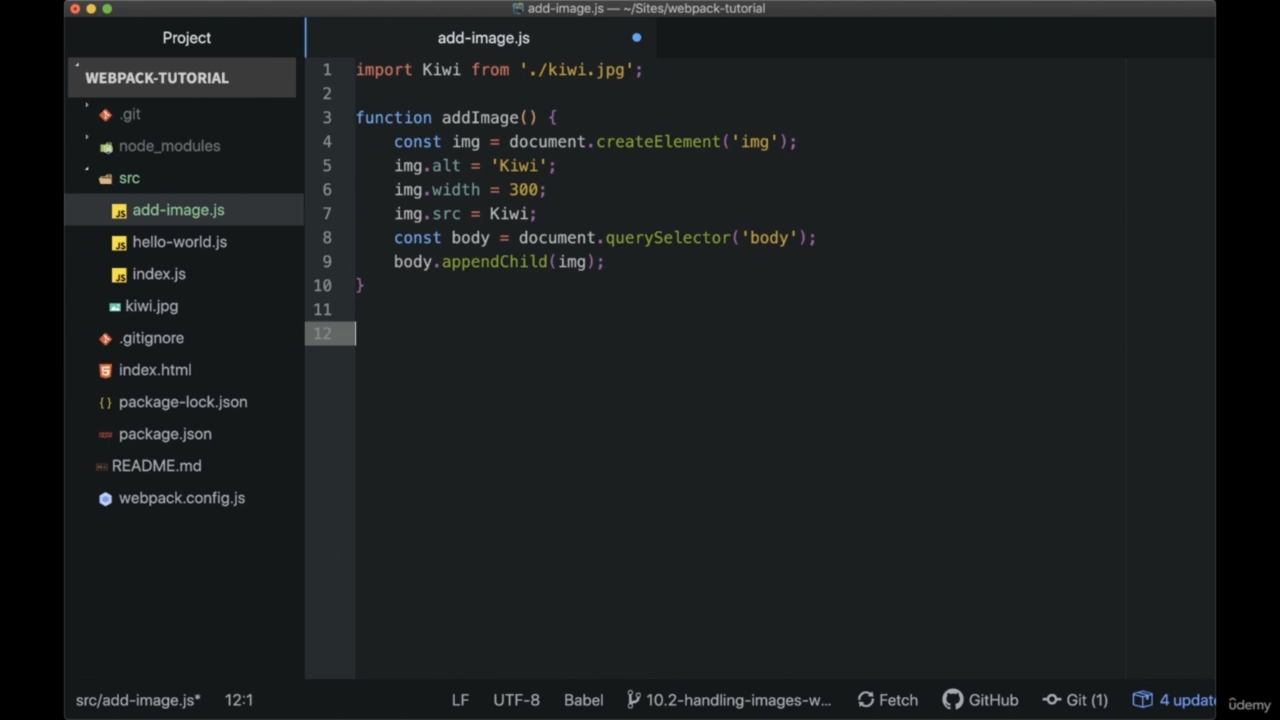 add-image.js — ~/Sites/webpack-tutorial
Project
add-image.js
WEBPACK-TUTORIAL
.git
node_modules
src
add-image.js
hello-world.js
index.js
kiwi.jpg
.gitignore
index.html
package-lock.json
package.json
README.md
webpack.config.js
1 import Kiwi from './kiwi.jpg';
2
3 function addImage() {
4 const img = document.createElement('img');
5 img.alt = 'Kiwi';
6 img.width = 300;
7 img.src = Kiwi;
8 const body = document.querySelector('body');
9 body.appendChild(img);
10 }
11
12
src/add-image.js* 12:1 LF UTF-8 Babel 10.2-handling-images-w... Fetch GitHub Git (1) 4 update
ûdemy